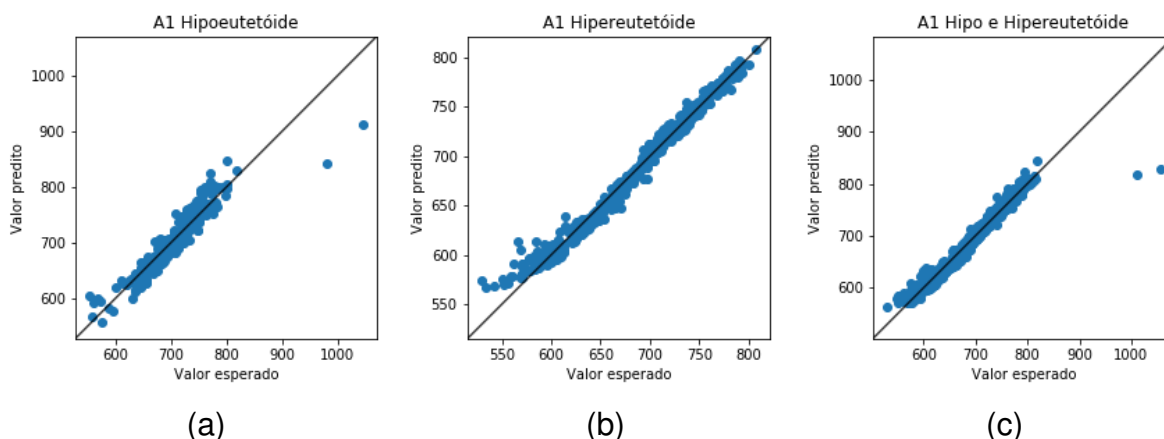 A1 Hipoeutetóide
1000
900
800
700
600
Valor predito
600 700 800 900 1000
Valor esperado
(a)
A1 Hipereutetóide
800
750
700
650
600
550
Valor predito
550 600 650 700 750 800
Valor esperado
(b)
A1 Hipo e Hipereutetóide
1000
900
800
700
600
Valor predito
600 700 800 900 1000
Valor esperado
(c)